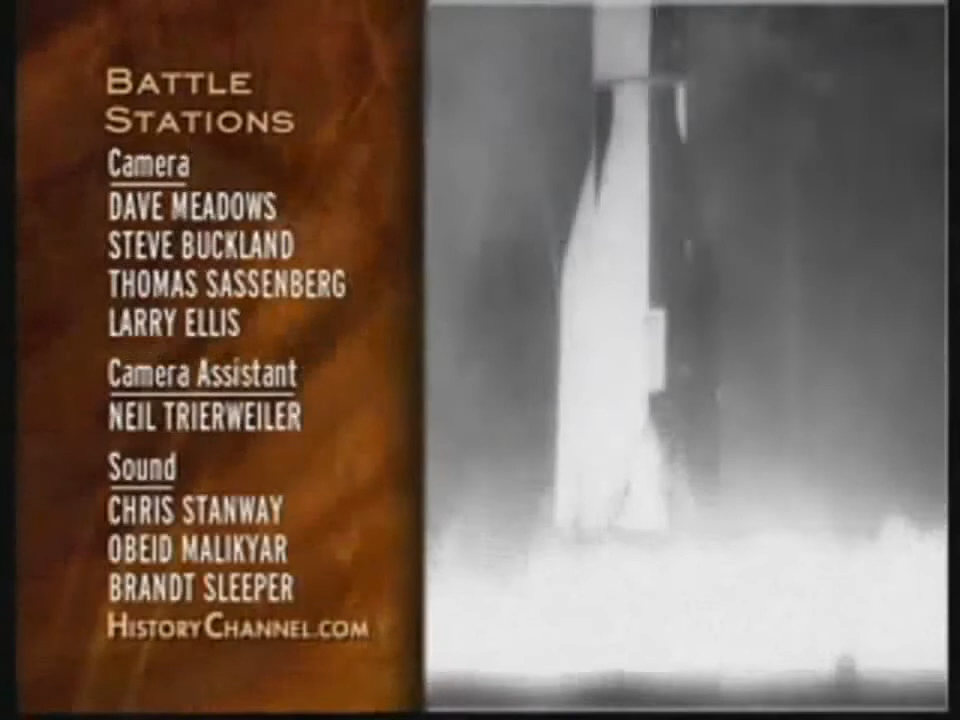 BATTLE
STATIONS
Camera
DAVE MEADOWS
STEVE BUCKLAND
THOMAS SASSENBERG
LARRY ELLIS
Camera Assistant
NEIL TRIERWEILER
Sound
CHRIS STANWAY
OBEID MALIKYAR
BRANDT SLEEPER
HISTORYCHANNEL.COM